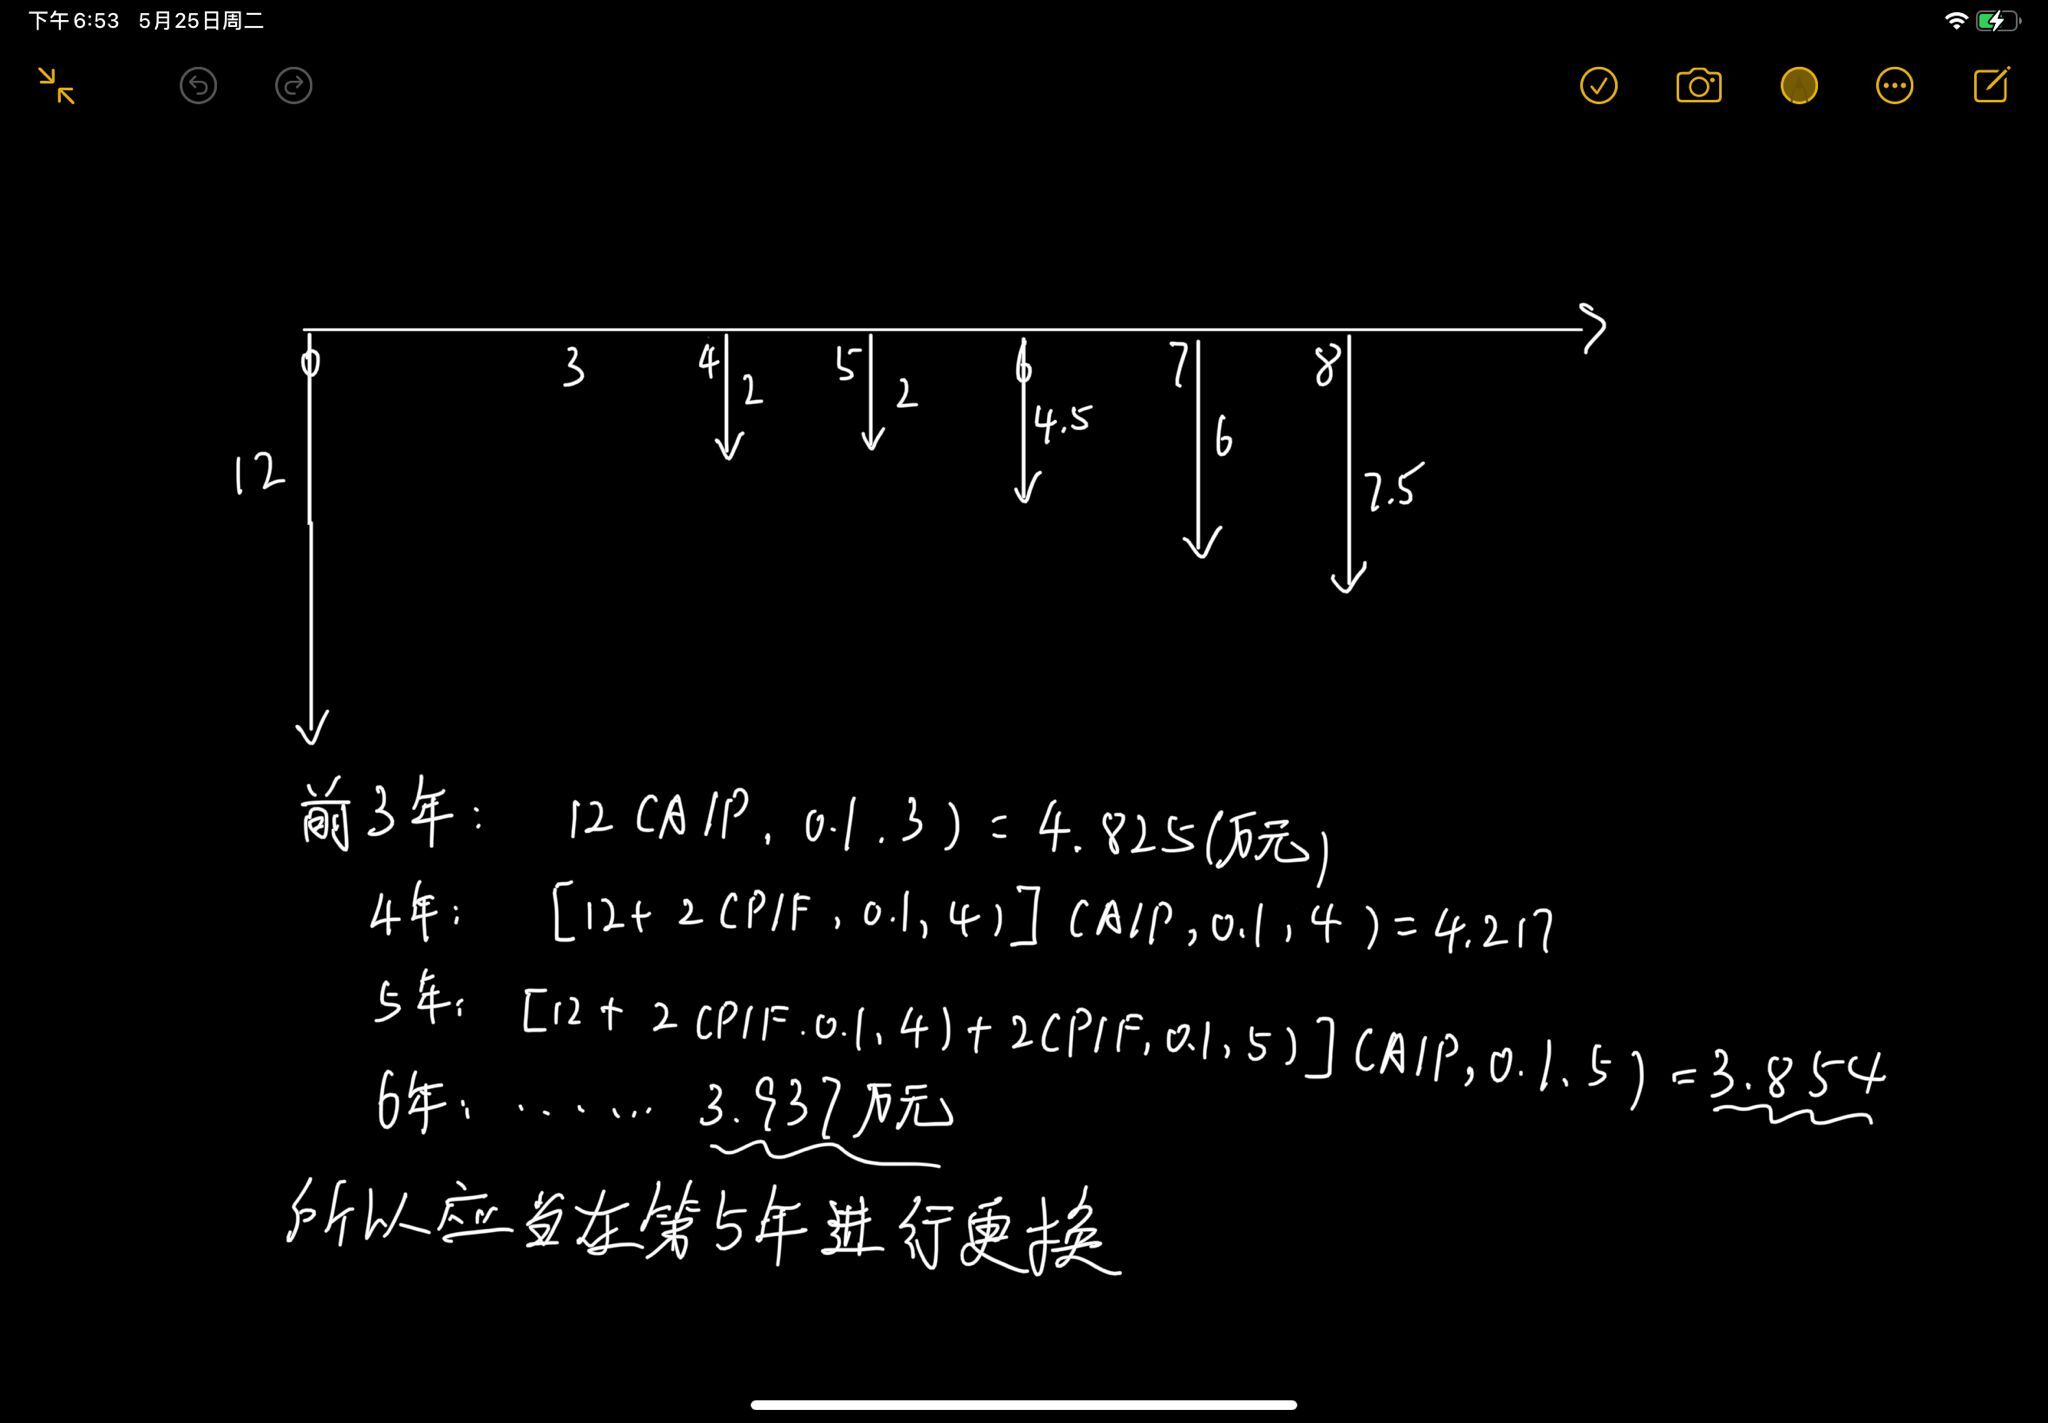 下午6:53 5月25日周二
0 3 4 5 6 7 8
12 2 2 4.5 6 7.5
前3年: 12(A/P, 0.1, 3) = 4.825(万元)
4年: [12+ 2(P/F, 0.1, 4)] (A/P, 0.1, 4) = 4.217
5年: [12+ 2(P/F.0.1, 4)+ 2(P/F, 0.1, 5)] (A/P, 0.1, 5) = 3.854
6年: ...... 3.937万元
所以应当在第5年进行更换